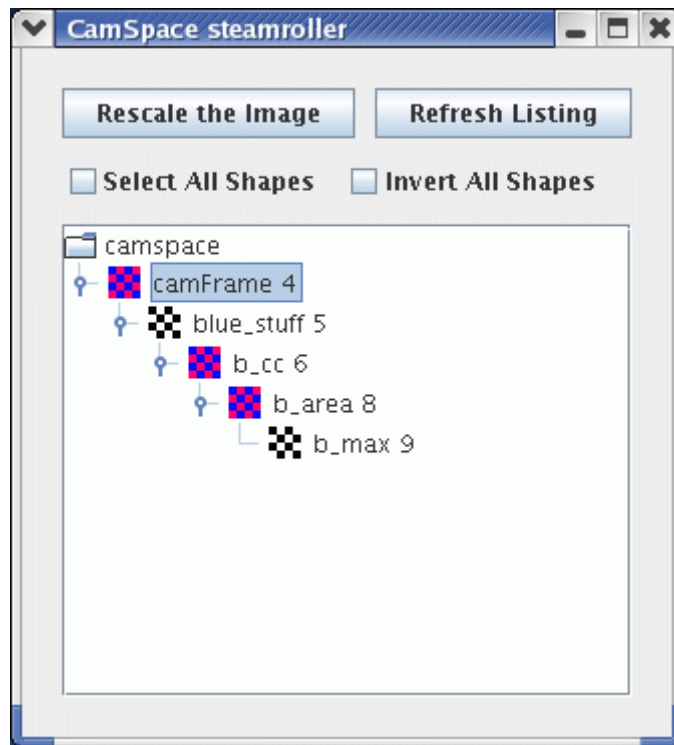 CamSpace steamroller
Rescale the Image Refresh Listing
Select All Shapes Invert All Shapes
camspace
camFrame 4
blue_stuff 5
b_cc 6
b_area 8
b_max 9